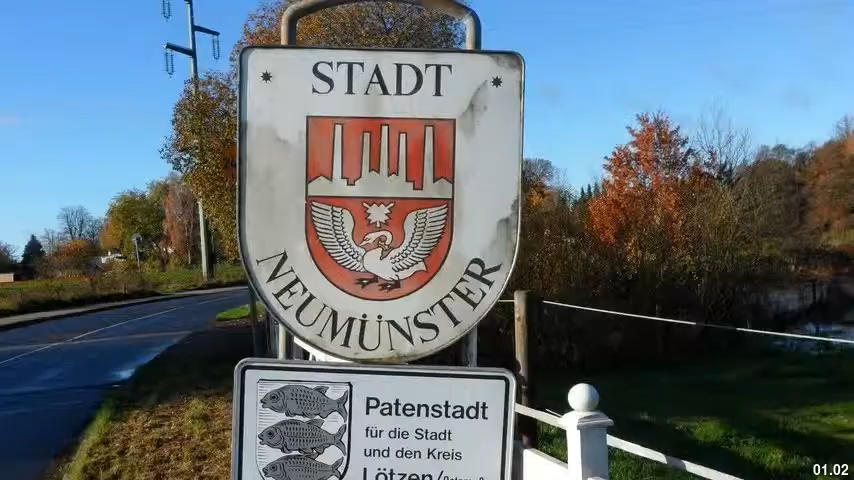 STADT
NEUMÜNSTER
Patenstadt
für die Stadt
und den Kreis
Lötzen/
01.02